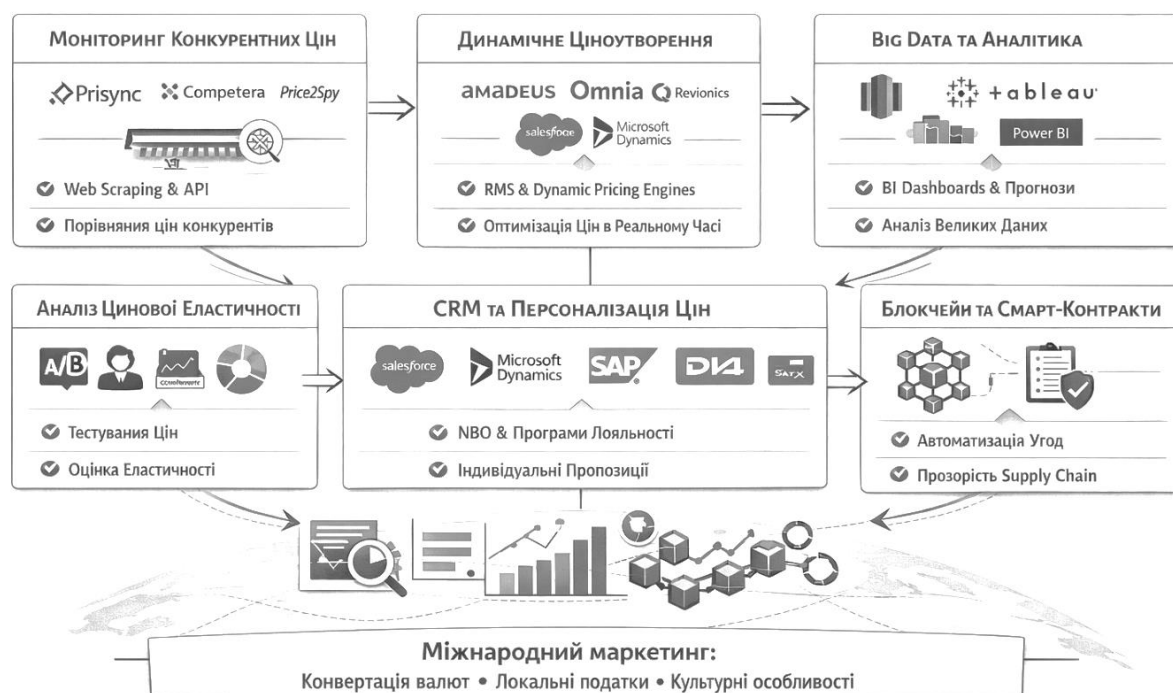 Моніторинг Конкурентних Цін
Prisync Competera Price2Spy
Web Scraping & API
Порівняння цін конкурентів
Динамічне Ціноутворення
AMADEUS Omnia Revionics
salesforce Microsoft Dynamics
RMS & Dynamic Pricing Engines
Оптимізація Цін в Реальному Часі
Big Data та Аналітика
+ableau
Power BI
BI Dashboards & Прогнози
Аналіз Великих Даних
Аналіз Цинової Еластичності
A/B
Тестування Цін
Оцінка Еластичності
CRM та Персоналізація Цін
salesforce Microsoft Dynamics SAP
NBO & Програми Лояльності
Індивідуальні Пропозиції
Блокчейн та Смарт-Контракти
Автоматизація Угод
Прозорість Supply Chain
Міжнародний маркетинг:
Конвертація валют • Локальні податки • Культурні особливості